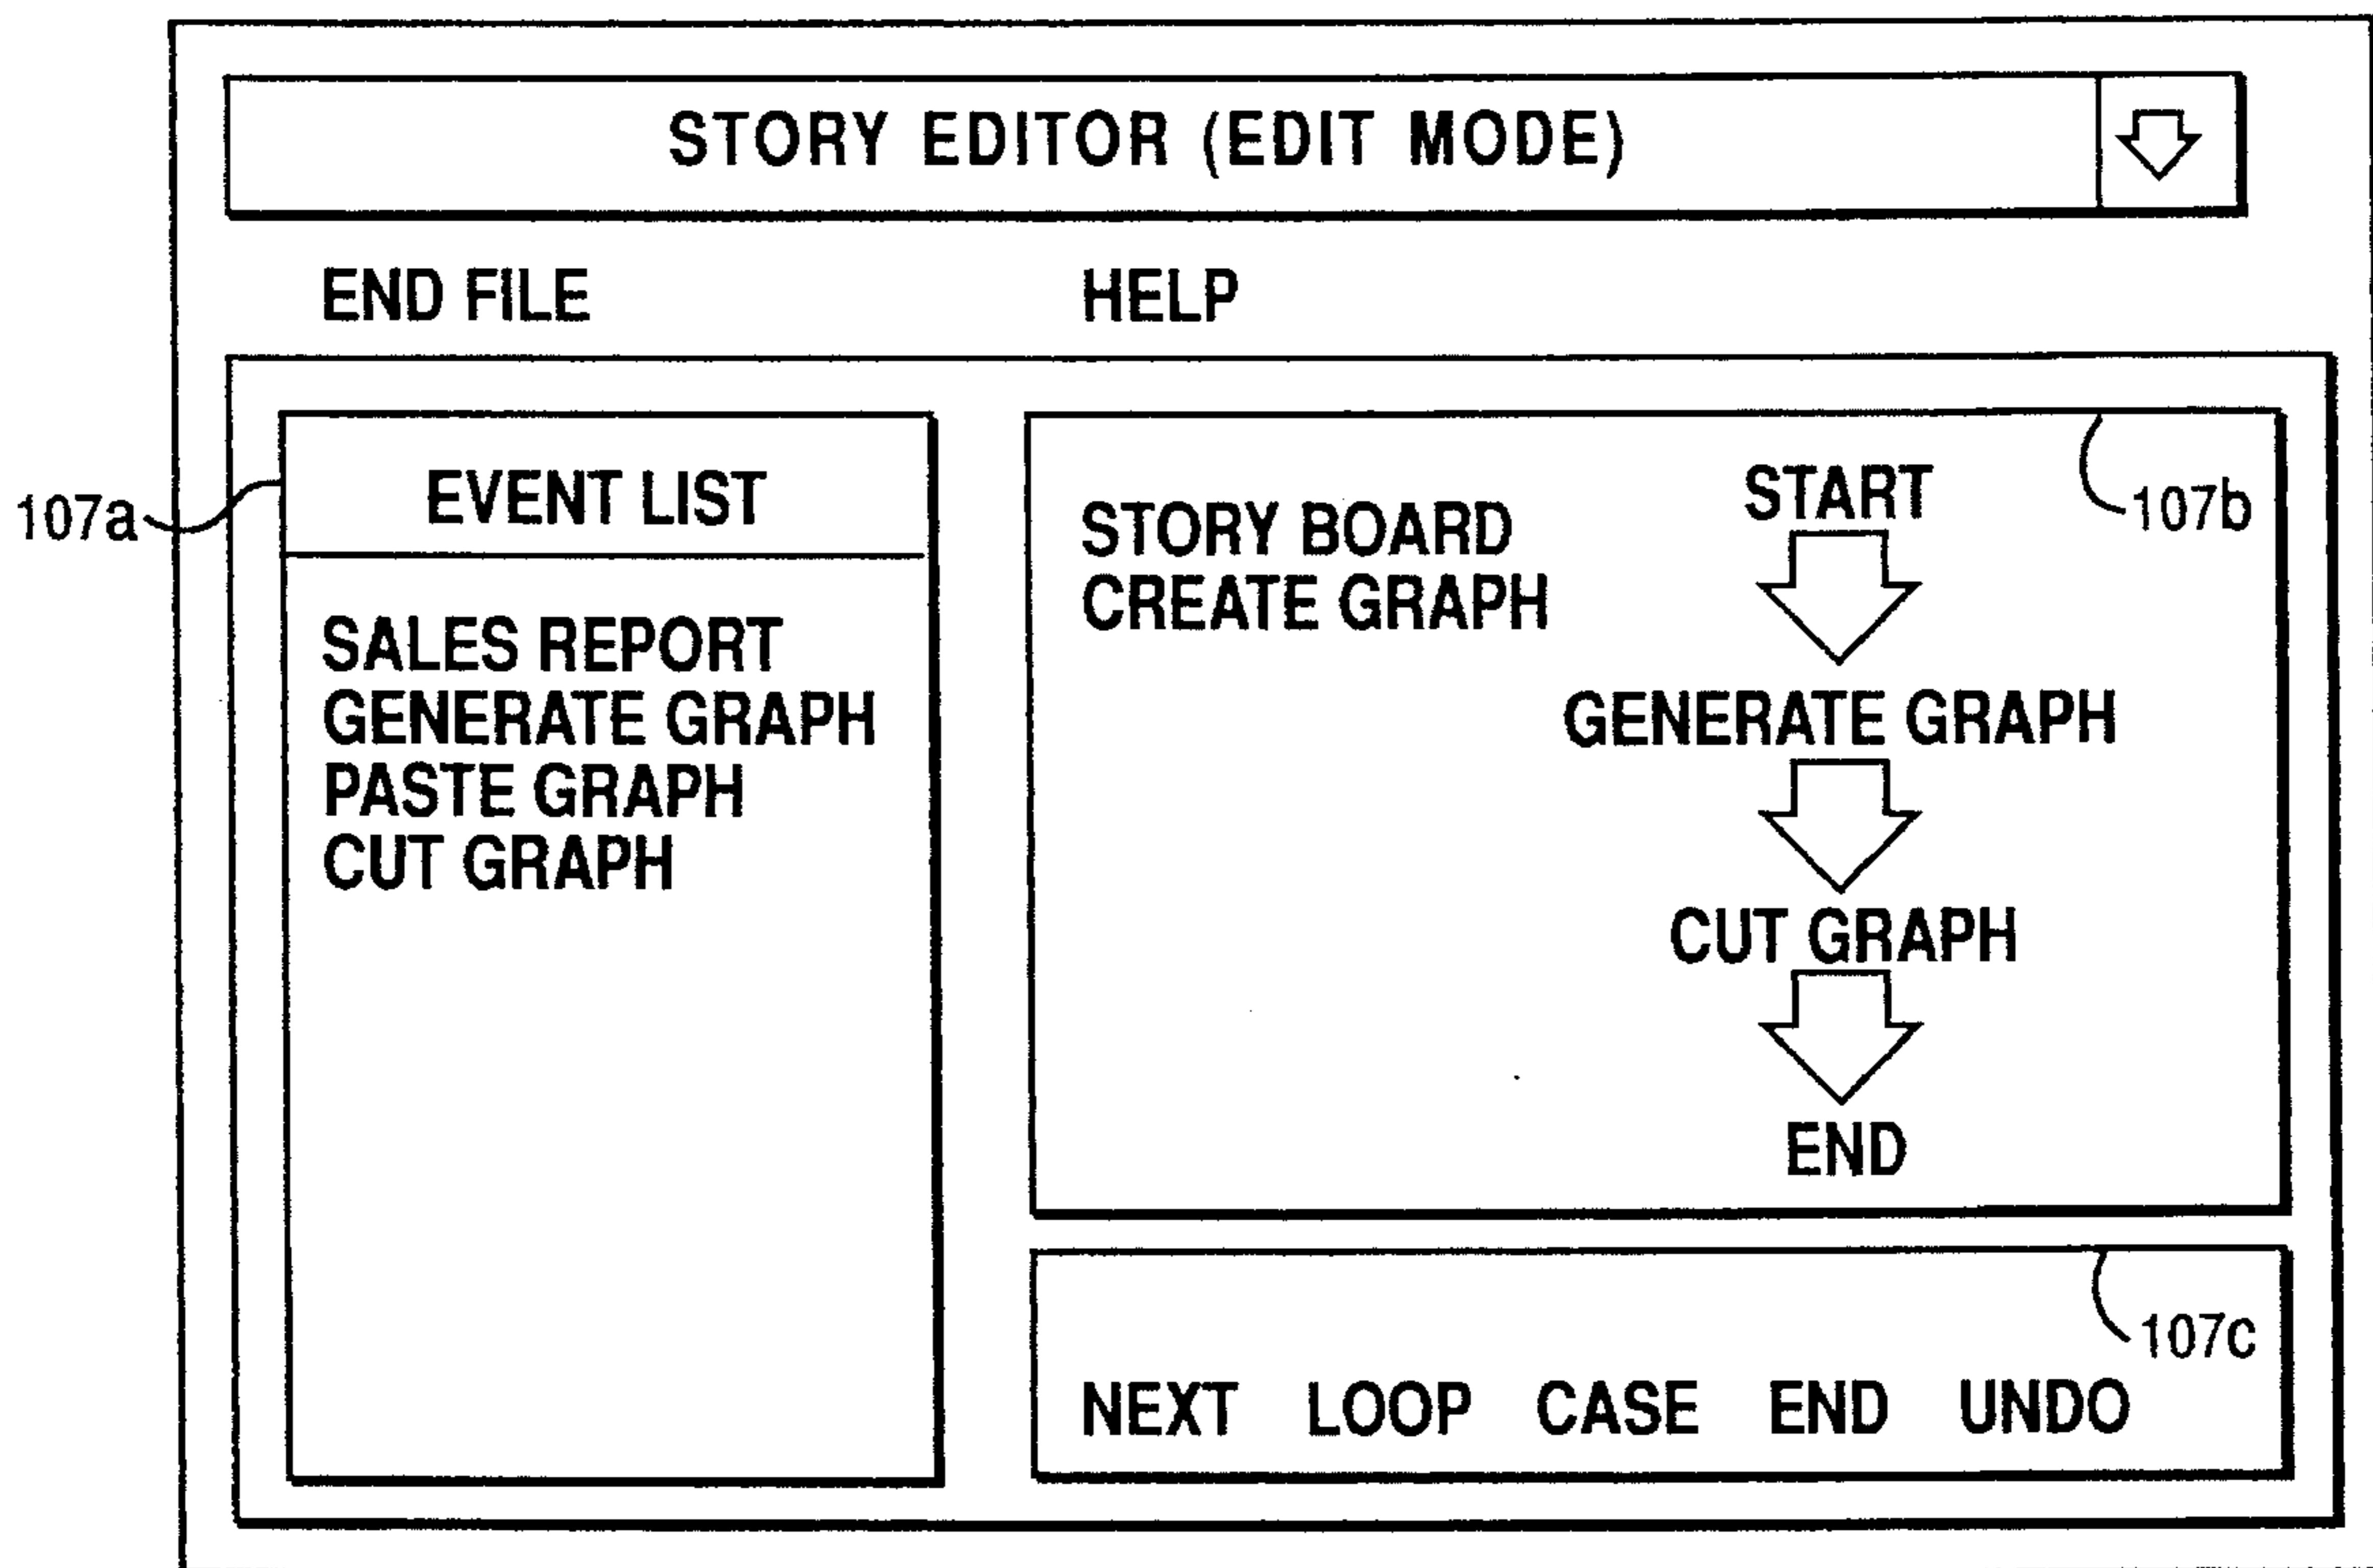 STORY EDITOR (EDIT MODE)
END FILE HELP
107a
EVENT LIST
SALES REPORT
GENERATE GRAPH
PASTE GRAPH
CUT GRAPH
107b
STORY BOARD
CREATE GRAPH
START
GENERATE GRAPH
CUT GRAPH
END
107c
NEXT LOOP CASE END UNDO